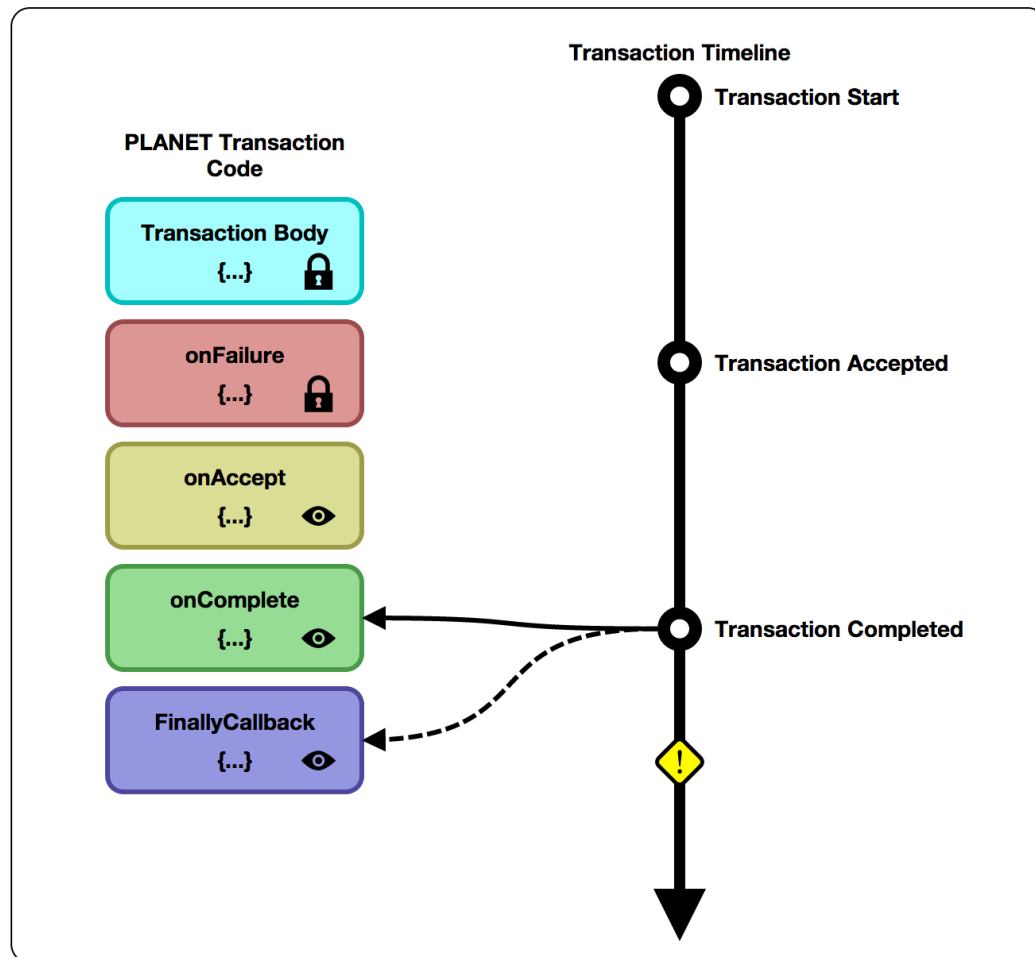 Transaction Timeline
Transaction Start
PLANET Transaction
Code
Transaction Body
{...}
onFailure
{...}
Transaction Accepted
onAccept
{...}
onComplete
{...}
Transaction Completed
FinallyCallback
{...}
!